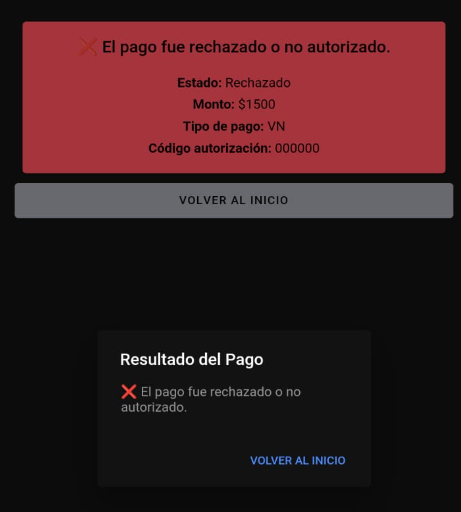 ❌ El pago fue rechazado o no autorizado.
Estado: Rechazado
Monto: $1500
Tipo de pago: VN
Código autorización: 000000
VOLVER AL INICIO
Resultado del Pago
❌ El pago fue rechazado o no
autorizado.
VOLVER AL INICIO